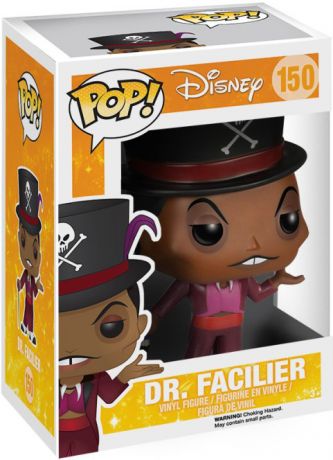 POP!
Disney
150
POP!
DR. FACILIER
VINYL FIGURE / FIGURINE EN VINYLE /
FIGURA DE VINIL
WARNING! Choking Hazard.
May contain small parts.
3+